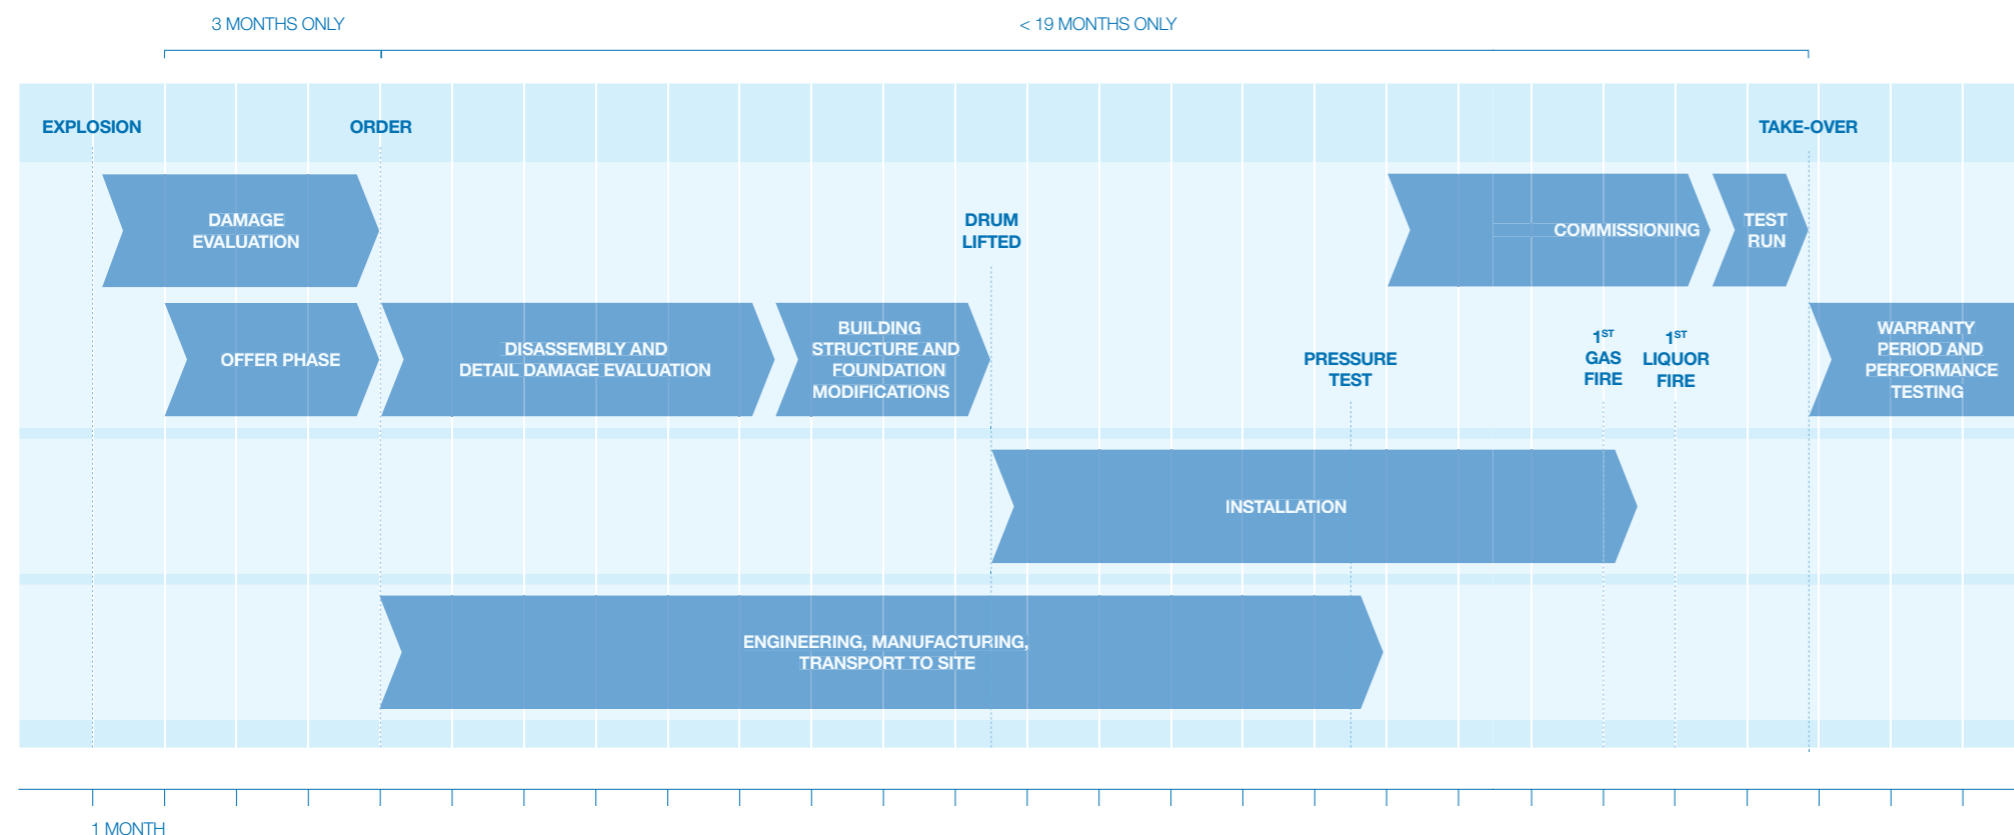 3 MONTHS ONLY
< 19 MONTHS ONLY
EXPLOSION
ORDER
TAKE-OVER
DAMAGE
EVALUATION
DRUM
LIFTED
COMMISSIONING
TEST
RUN
OFFER PHASE
DISASSEMBLY AND
DETAIL DAMAGE EVALUATION
BUILDING
STRUCTURE AND
FOUNDATION
MODIFICATIONS
PRESSURE
TEST
1ST
GAS
FIRE
1ST
LIQUOR
FIRE
WARRANTY
PERIOD AND
PERFORMANCE
TESTING
INSTALLATION
ENGINEERING, MANUFACTURING,
TRANSPORT TO SITE
1 MONTH